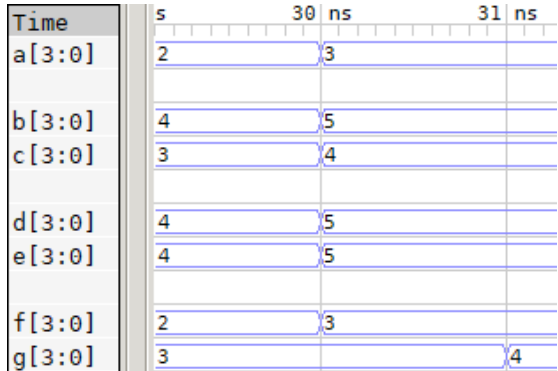 Time s 30 ns 31 ns
a[3:0] 2 3
b[3:0] 4 5
c[3:0] 3 4
d[3:0] 4 5
e[3:0] 4 5
f[3:0] 2 3
g[3:0] 3 4